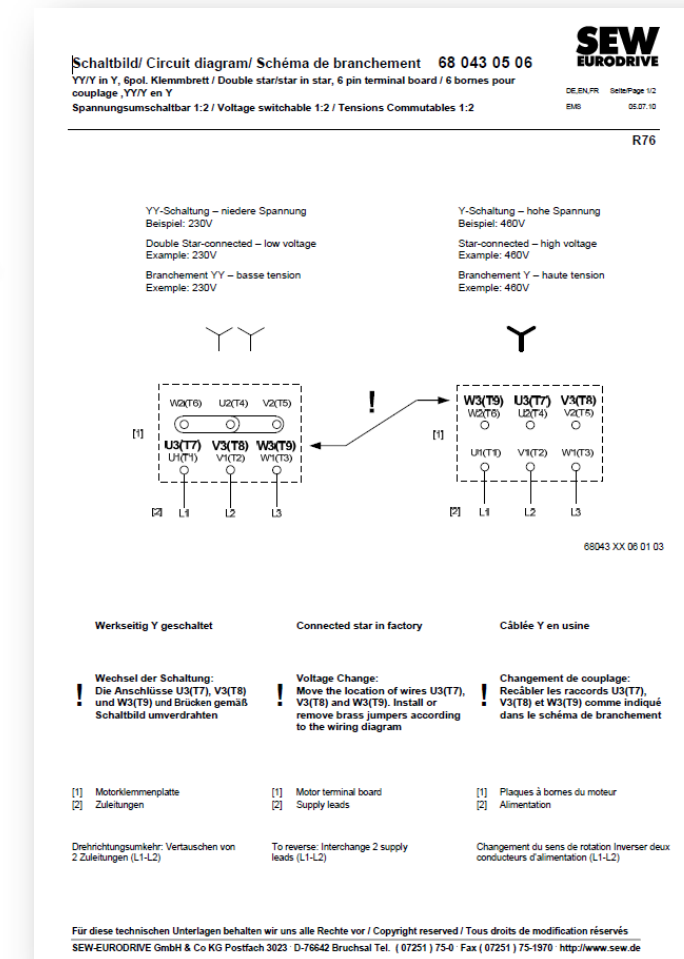 Schaltbild/ Circuit diagram/ Schéma de branchement 68 043 05 06
SEW
EURODRIVE
YY/Y in Y, 6pol. Klemmbrett / Double star/star in star, 6 pin terminal board / 6 bornes pour
couplage ,YY/Y en Y
DE,EN,FR Seite/Page 1/2
Spannungsumschaltbar 1:2 / Voltage switchable 1:2 / Tensions Commutables 1:2
EMS 05.07.10
R76
YY-Schaltung – niedere Spannung
Beispiel: 230V
Double Star-connected – low voltage
Example: 230V
Branchement YY – basse tension
Exemple: 230V
Y-Schaltung – hohe Spannung
Beispiel: 460V
Star-connected – high voltage
Example: 460V
Branchement Y – haute tension
Exemple: 460V
W2(T6) U2(T4) V2(T5)
[1]
U3(T7) V3(T8) W3(T9)
U1(T1) V1(T2) W1(T3)
[2] L1 L2 L3
!
W3(T9) U3(T7) V3(T8)
W2(T6) U2(T4) V2(T5)
[1]
U1(T1) V1(T2) W1(T3)
[2] L1 L2 L3
68043 XX 06 01 03
Werkseitig Y geschaltet
Connected star in factory
Câblée Y en usine
! Wechsel der Schaltung:
Die Anschlüsse U3(T7), V3(T8)
und W3(T9) und Brücken gemäß
Schaltbild umverdrahten
! Voltage Change:
Move the location of wires U3(T7),
V3(T8) and W3(T9). Install or
remove brass jumpers according
to the wiring diagram
! Changement de couplage:
Recâbler les raccords U3(T7),
V3(T8) et W3(T9) comme indiqué
dans le schéma de branchement
[1] Motorklemmenplatte
[2] Zuleitungen
[1] Motor terminal board
[2] Supply leads
[1] Plaques à bornes du moteur
[2] Alimentation
Drehrichtungsumkehr: Vertauschen von
2 Zuleitungen (L1-L2)
To reverse: Interchange 2 supply
leads (L1-L2)
Changement du sens de rotation Inverser deux
conducteurs d'alimentation (L1-L2)
Für diese technischen Unterlagen behalten wir uns alle Rechte vor / Copyright reserved / Tous droits de modification réservés
SEW-EURODRIVE GmbH & Co KG Postfach 3023 · D-76642 Bruchsal Tel. ( 07251 ) 75-0 · Fax ( 07251 ) 75-1970 · http://www.sew.de